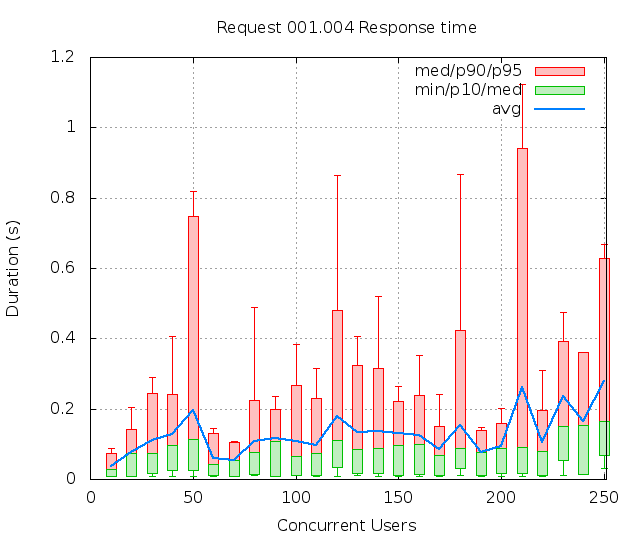 Request 001.004 Response time
med/p90/p95
min/p10/med
avg
Duration (s)
1.2
1
0.8
0.6
0.4
0.2
0
0 50 100 150 200 250
Concurrent Users